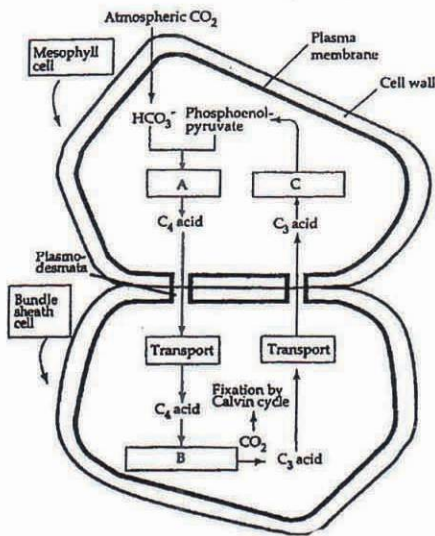 Atmospheric CO2
Mesophyll
cell
Plasma
membrane
Cell wall
HCO3- Phosphoenol-
pyruvate
A
C
C4 acid
C3 acid
Plasmo-
desmata
Bundle
sheath
cell
Transport
Transport
Fixation by
Calvin cycle
C4 acid
CO2
C3 acid
B